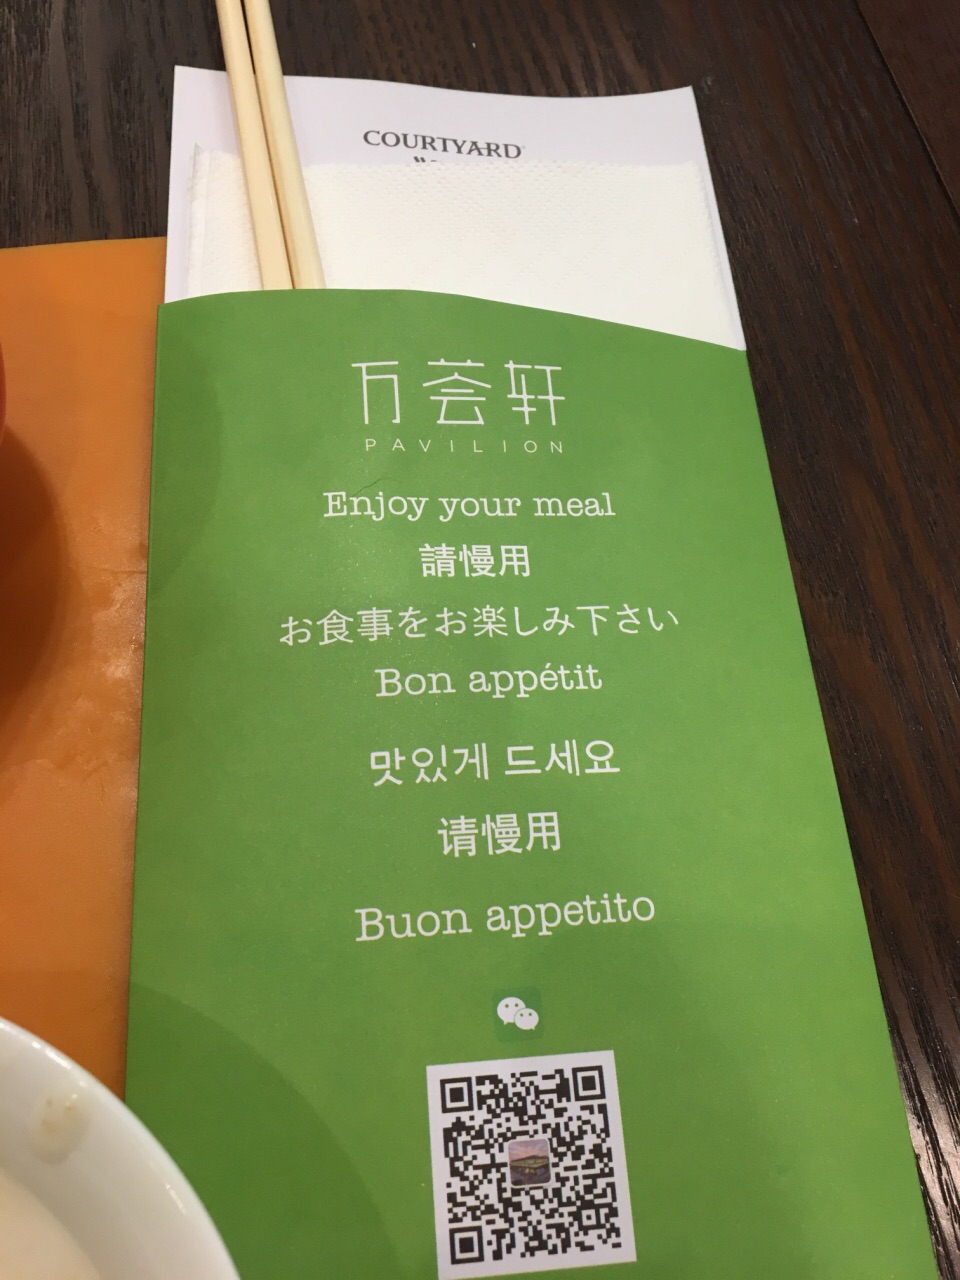 COURTYARD
万荟轩
PAVILION
Enjoy your meal
請慢用
お食事をお楽しみ下さい
Bon appétit
맛있게 드세요
请慢用
Buon appetito